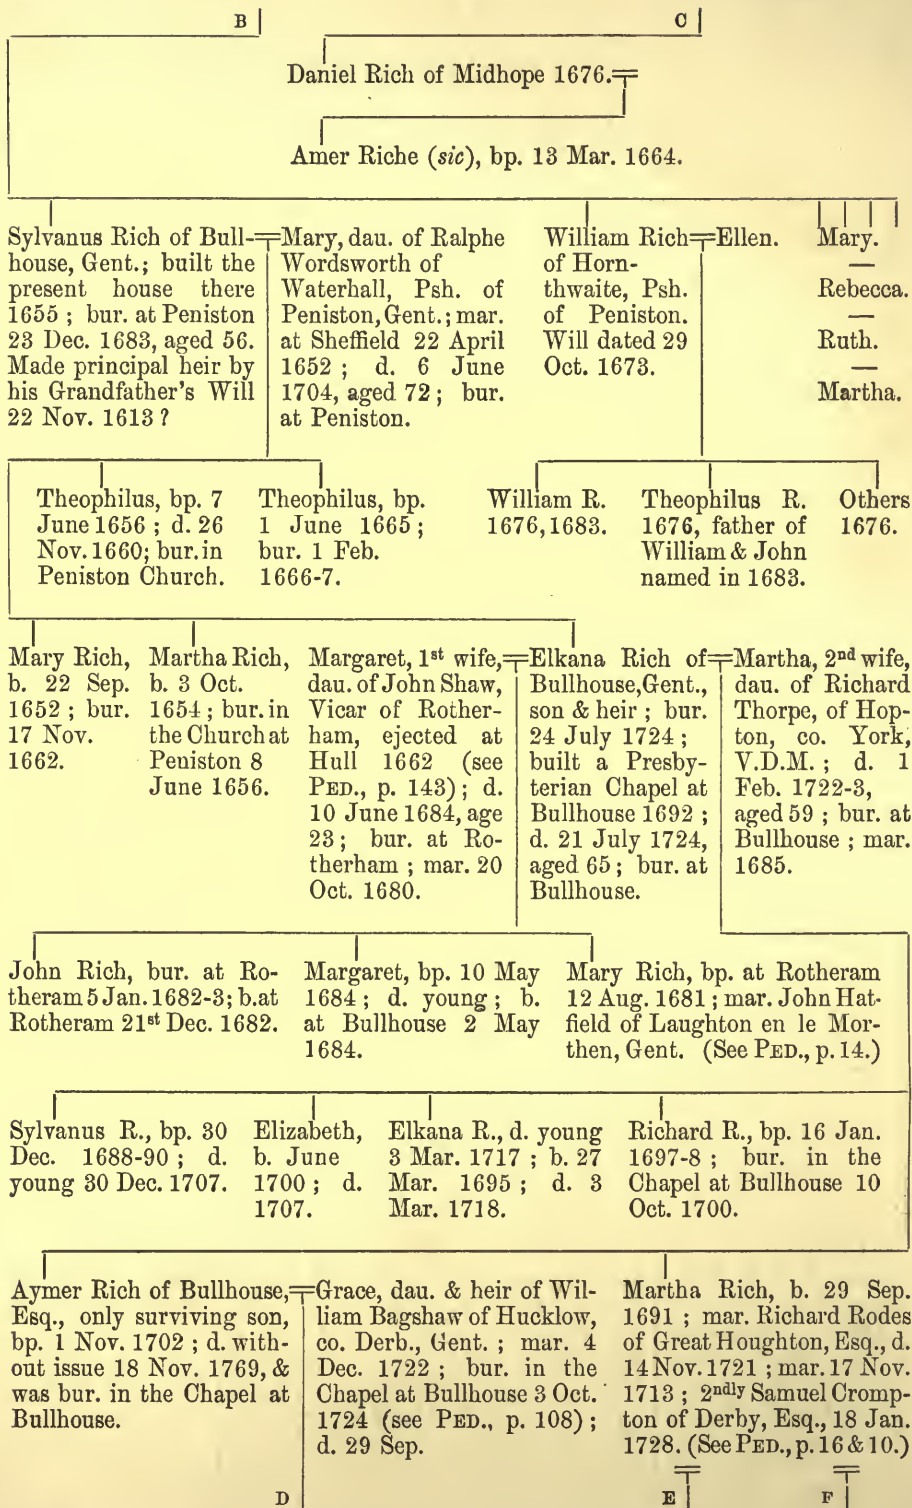 B C
Daniel Rich of Midhope 1676.
Amer Riche (sic), bp. 13 Mar. 1664.
Sylvanus Rich of Bull-
house, Gent.; built the
present house there
1655 ; bur. at Peniston
23 Dec. 1683, aged 56.
Made principal heir by
his Grandfather's Will
22 Nov. 1613 ?
Mary, dau. of Ralphe
Wordsworth of
Waterhall, Psh. of
Peniston, Gent.; mar.
at Sheffield 22 April
1652 ; d. 6 June
1704, aged 72 ; bur.
at Peniston.
William Rich
of Horn-
thwaite, Psh.
of Peniston.
Will dated 29
Oct. 1673.
Ellen.
Mary.
—
Rebecca.
—
Ruth.
—
Martha.
Theophilus, bp. 7
June 1656 ; d. 26
Nov. 1660; bur. in
Peniston Church.
Theophilus, bp.
1 June 1665 ;
bur. 1 Feb.
1666-7.
William R.
1676, 1683.
Theophilus R.
1676, father of
William & John
named in 1683.
Others
1676.
Mary Rich,
b. 22 Sep.
1652 ; bur.
17 Nov.
1662.
Martha Rich,
b. 3 Oct.
1654 ; bur. in
the Church at
Peniston 8
June 1656.
Margaret, 1st wife,
dau. of John Shaw,
Vicar of Rother-
ham, ejected at
Hull 1662 (see
PED., p. 143) ; d.
10 June 1684, age
23 ; bur. at Ro-
therham ; mar. 20
Oct. 1680.
Elkana Rich of
Bullhouse, Gent.,
son & heir ; bur.
24 July 1724 ;
built a Presby-
terian Chapel at
Bullhouse 1692 ;
d. 21 July 1724,
aged 65 ; bur. at
Bullhouse.
Martha, 2nd wife,
dau. of Richard
Thorpe, of Hop-
ton, co. York,
V.D.M. ; d. 1
Feb. 1722-3,
aged 59 ; bur. at
Bullhouse ; mar.
1685.
John Rich, bur. at Ro-
theram 5 Jan. 1682-3; b. at
Rotheram 21st Dec. 1682.
Margaret, bp. 10 May
1684 ; d. young ; b.
at Bullhouse 2 May
1684.
Mary Rich, bp. at Rotheram
12 Aug. 1681 ; mar. John Hat-
field of Laughton en le Mor-
then, Gent. (See PED., p. 14.)
Sylvanus R., bp. 30
Dec. 1688-90 ; d.
young 30 Dec. 1707.
Elizabeth,
b. June
1700 ; d.
1707.
Elkana R., d. young
3 Mar. 1717 ; b. 27
Mar. 1695 ; d. 3
Mar. 1718.
Richard R., bp. 16 Jan.
1697-8 ; bur. in the
Chapel at Bullhouse 10
Oct. 1700.
Aymer Rich of Bullhouse,
Esq., only surviving son,
bp. 1 Nov. 1702 ; d. with-
out issue 18 Nov. 1769, &
was bur. in the Chapel at
Bullhouse.
Grace, dau. & heir of Wil-
liam Bagshaw of Hucklow,
co. Derb., Gent. ; mar. 4
Dec. 1722 ; bur. in the
Chapel at Bullhouse 3 Oct.
1724 (see PED., p. 108) ;
d. 29 Sep.
Martha Rich, b. 29 Sep.
1691 ; mar. Richard Rodes
of Great Houghton, Esq., d.
14 Nov. 1721 ; mar. 17 Nov.
1713 ; 2ndly Samuel Cromp-
ton of Derby, Esq., 18 Jan.
1728. (See PED., p. 16 & 10.)
D E F